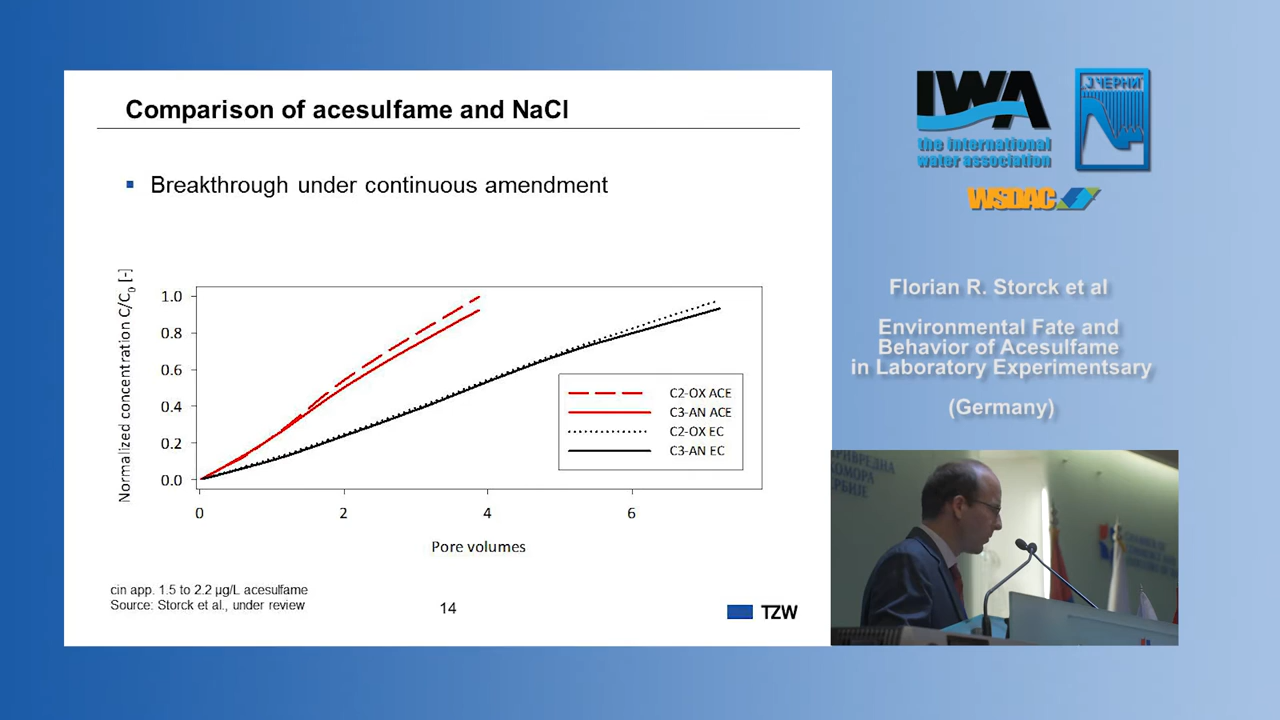 Comparison of acesulfame and NaCl
▪ Breakthrough under continuous amendment
Normalized concentration C/C0 [-]
1.0
0.8
0.6
0.4
0.2
0.0
0 2 4 6
Pore volumes
C2-OX ACE
C3-AN ACE
C2-OX EC
C3-AN EC
cin app. 1.5 to 2.2 µg/L acesulfame
Source: Storck et al., under review
14
TZW
IWA
the international
water association
Ј.ЧЕРНИ
WSDAC
Florian R. Storck et al
Environmental Fate and
Behavior of Acesulfame
in Laboratory Experimentsary
(Germany)
ПРИВРЕДНА
КОМОРА
СРБИЈЕ